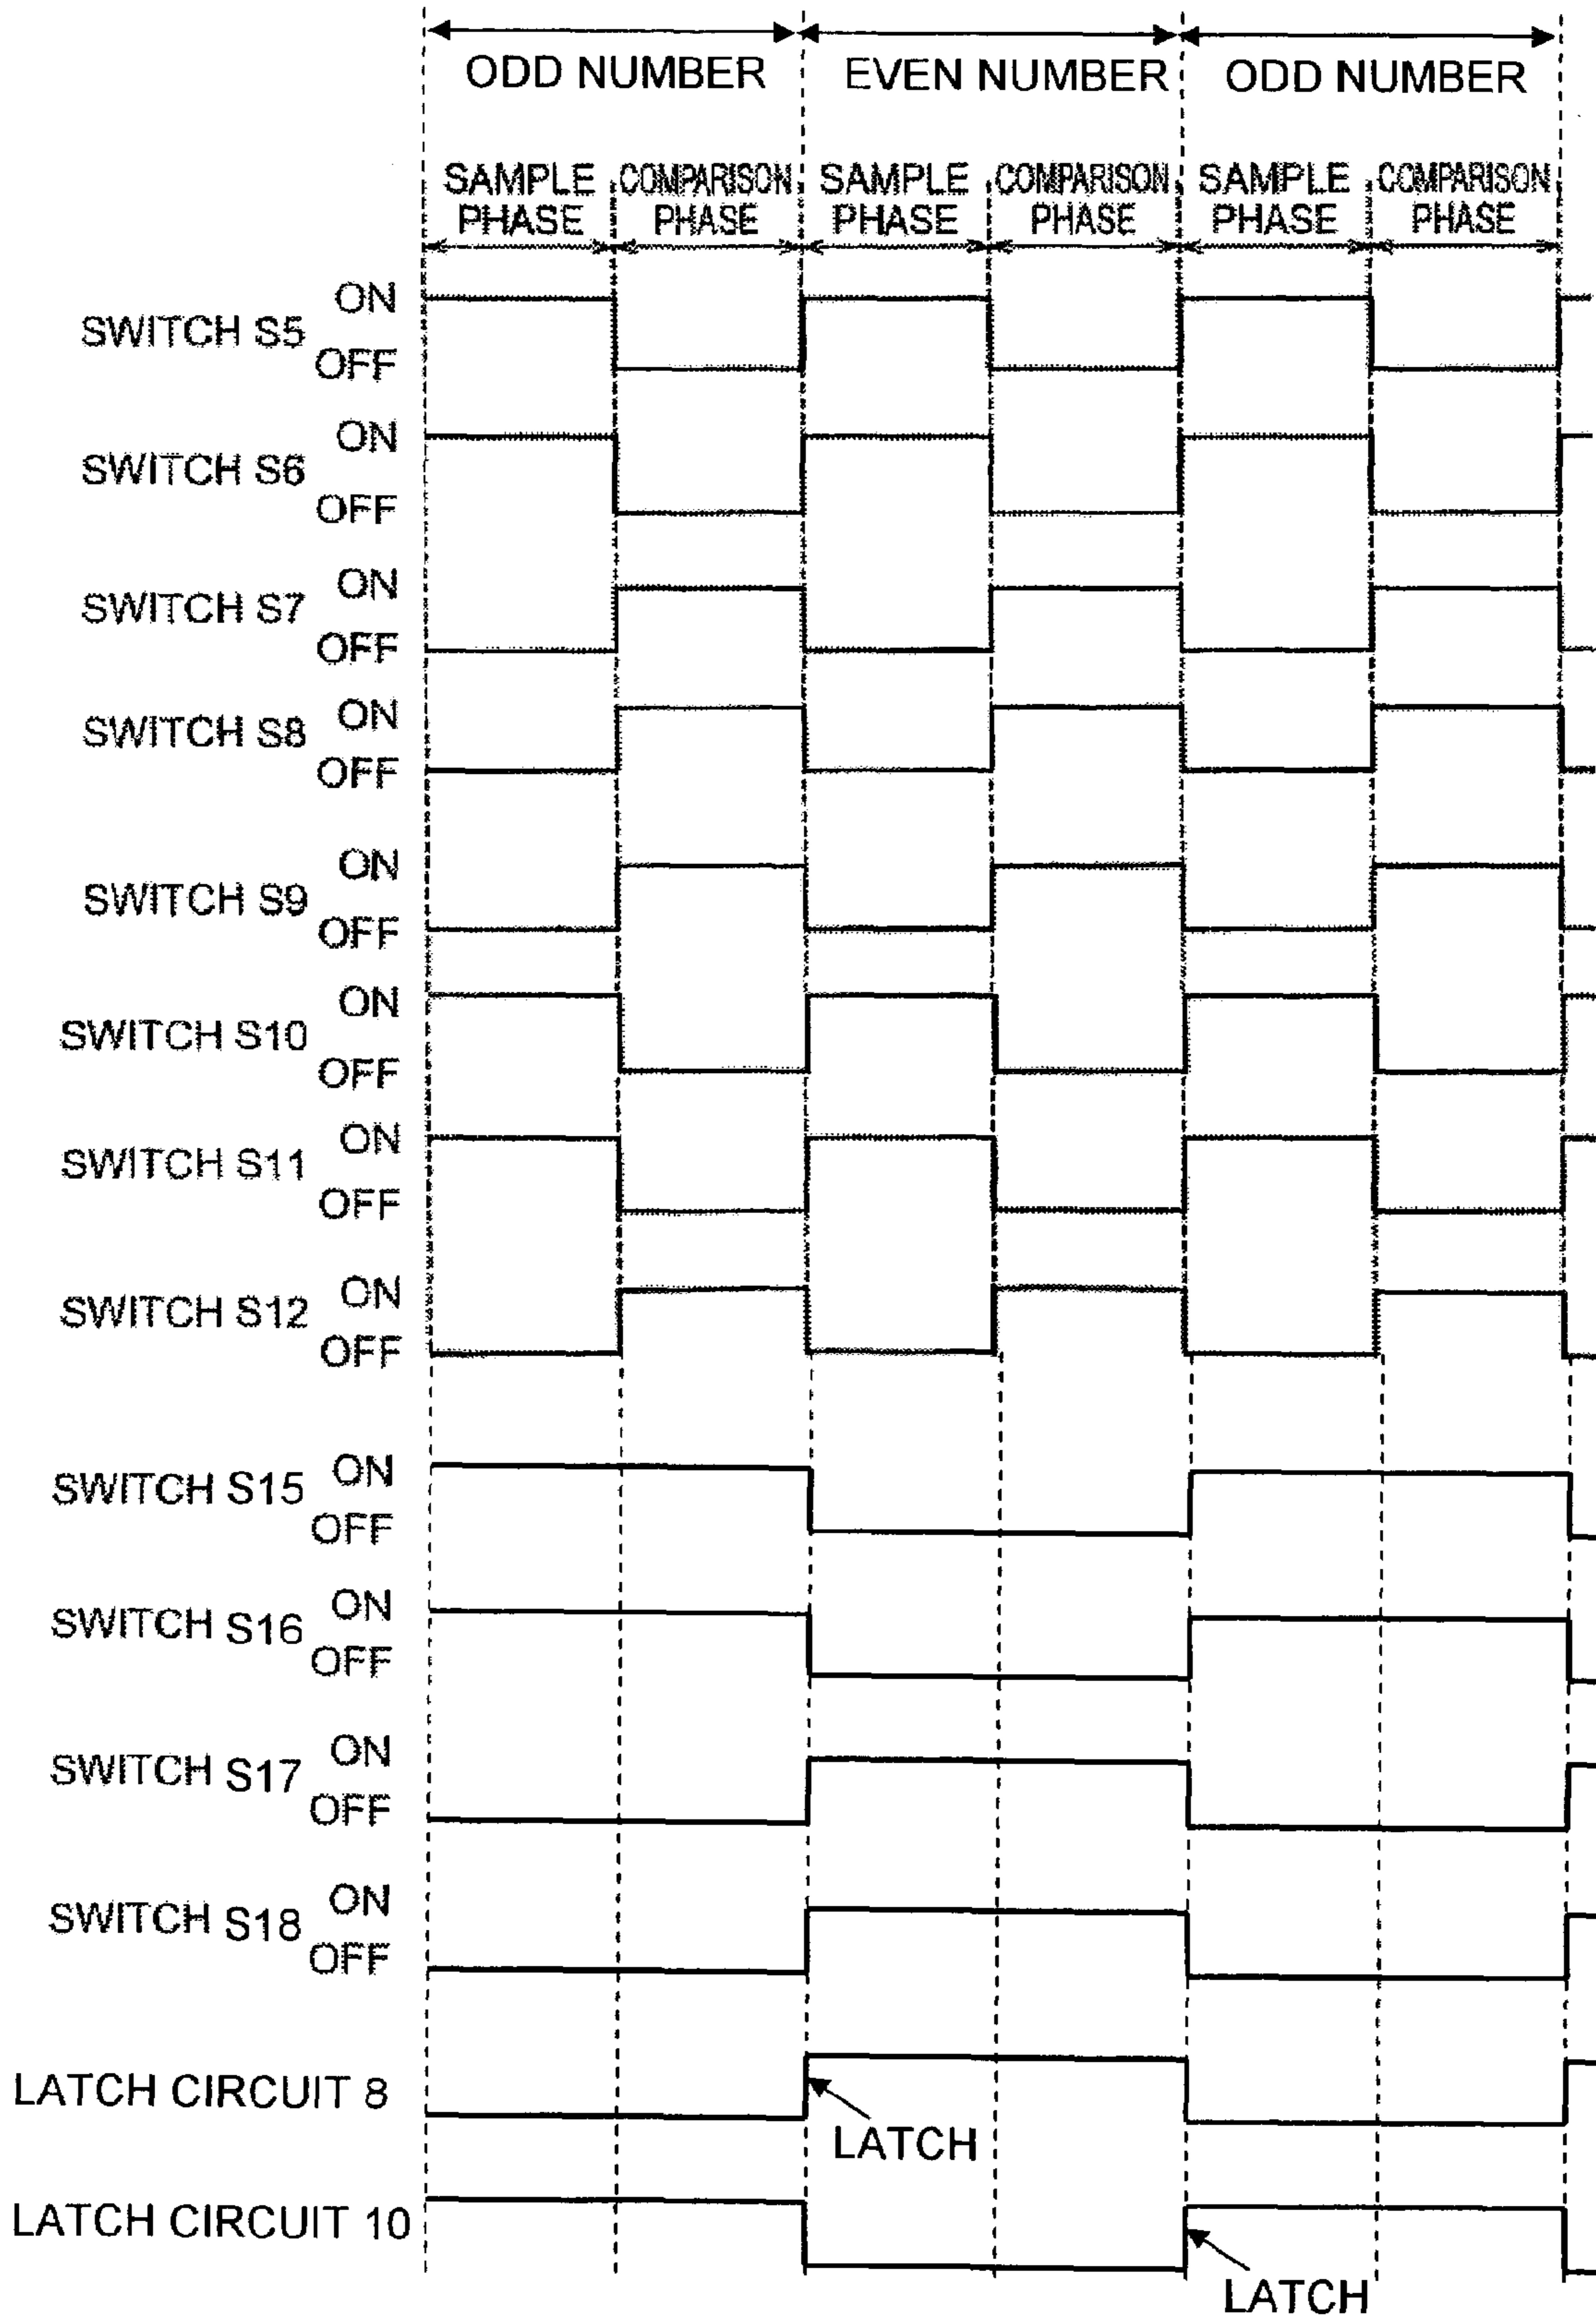 ODD NUMBER EVEN NUMBER ODD NUMBER
SAMPLE COMPARISON SAMPLE COMPARISON SAMPLE COMPARISON
PHASE PHASE PHASE PHASE PHASE PHASE
ON
SWITCH S5
OFF
ON
SWITCH S6
OFF
ON
SWITCH S7
OFF
ON
SWITCH S8
OFF
ON
SWITCH S9
OFF
ON
SWITCH S10
OFF
ON
SWITCH S11
OFF
ON
SWITCH S12
OFF
ON
SWITCH S15
OFF
ON
SWITCH S16
OFF
ON
SWITCH S17
OFF
ON
SWITCH S18
OFF
LATCH CIRCUIT 8
LATCH
LATCH CIRCUIT 10
LATCH